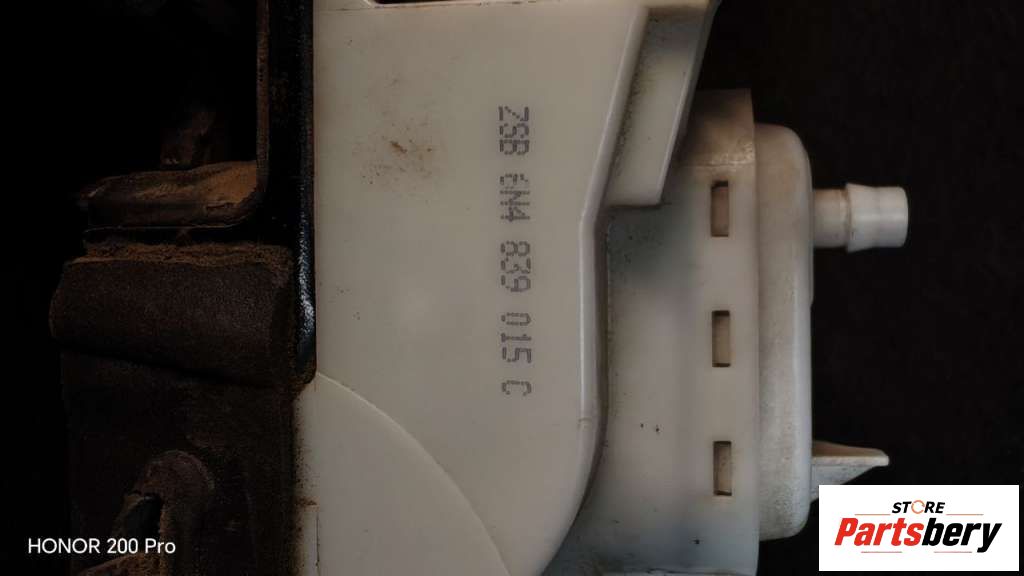 ZSB 6N4 839 015 C
HONOR 200 Pro
STORE
Partsbery